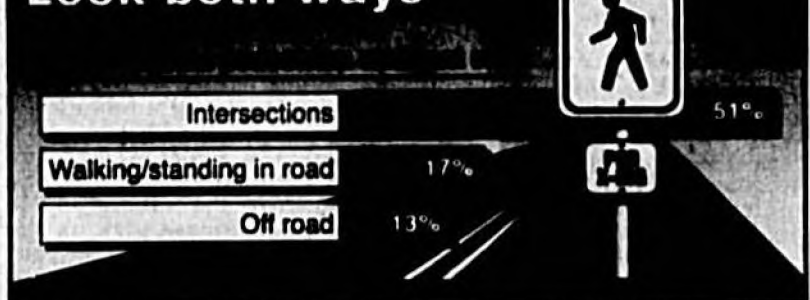 Look both ways
Intersections 51%
Walking/standing in road 17%
Off road 13%